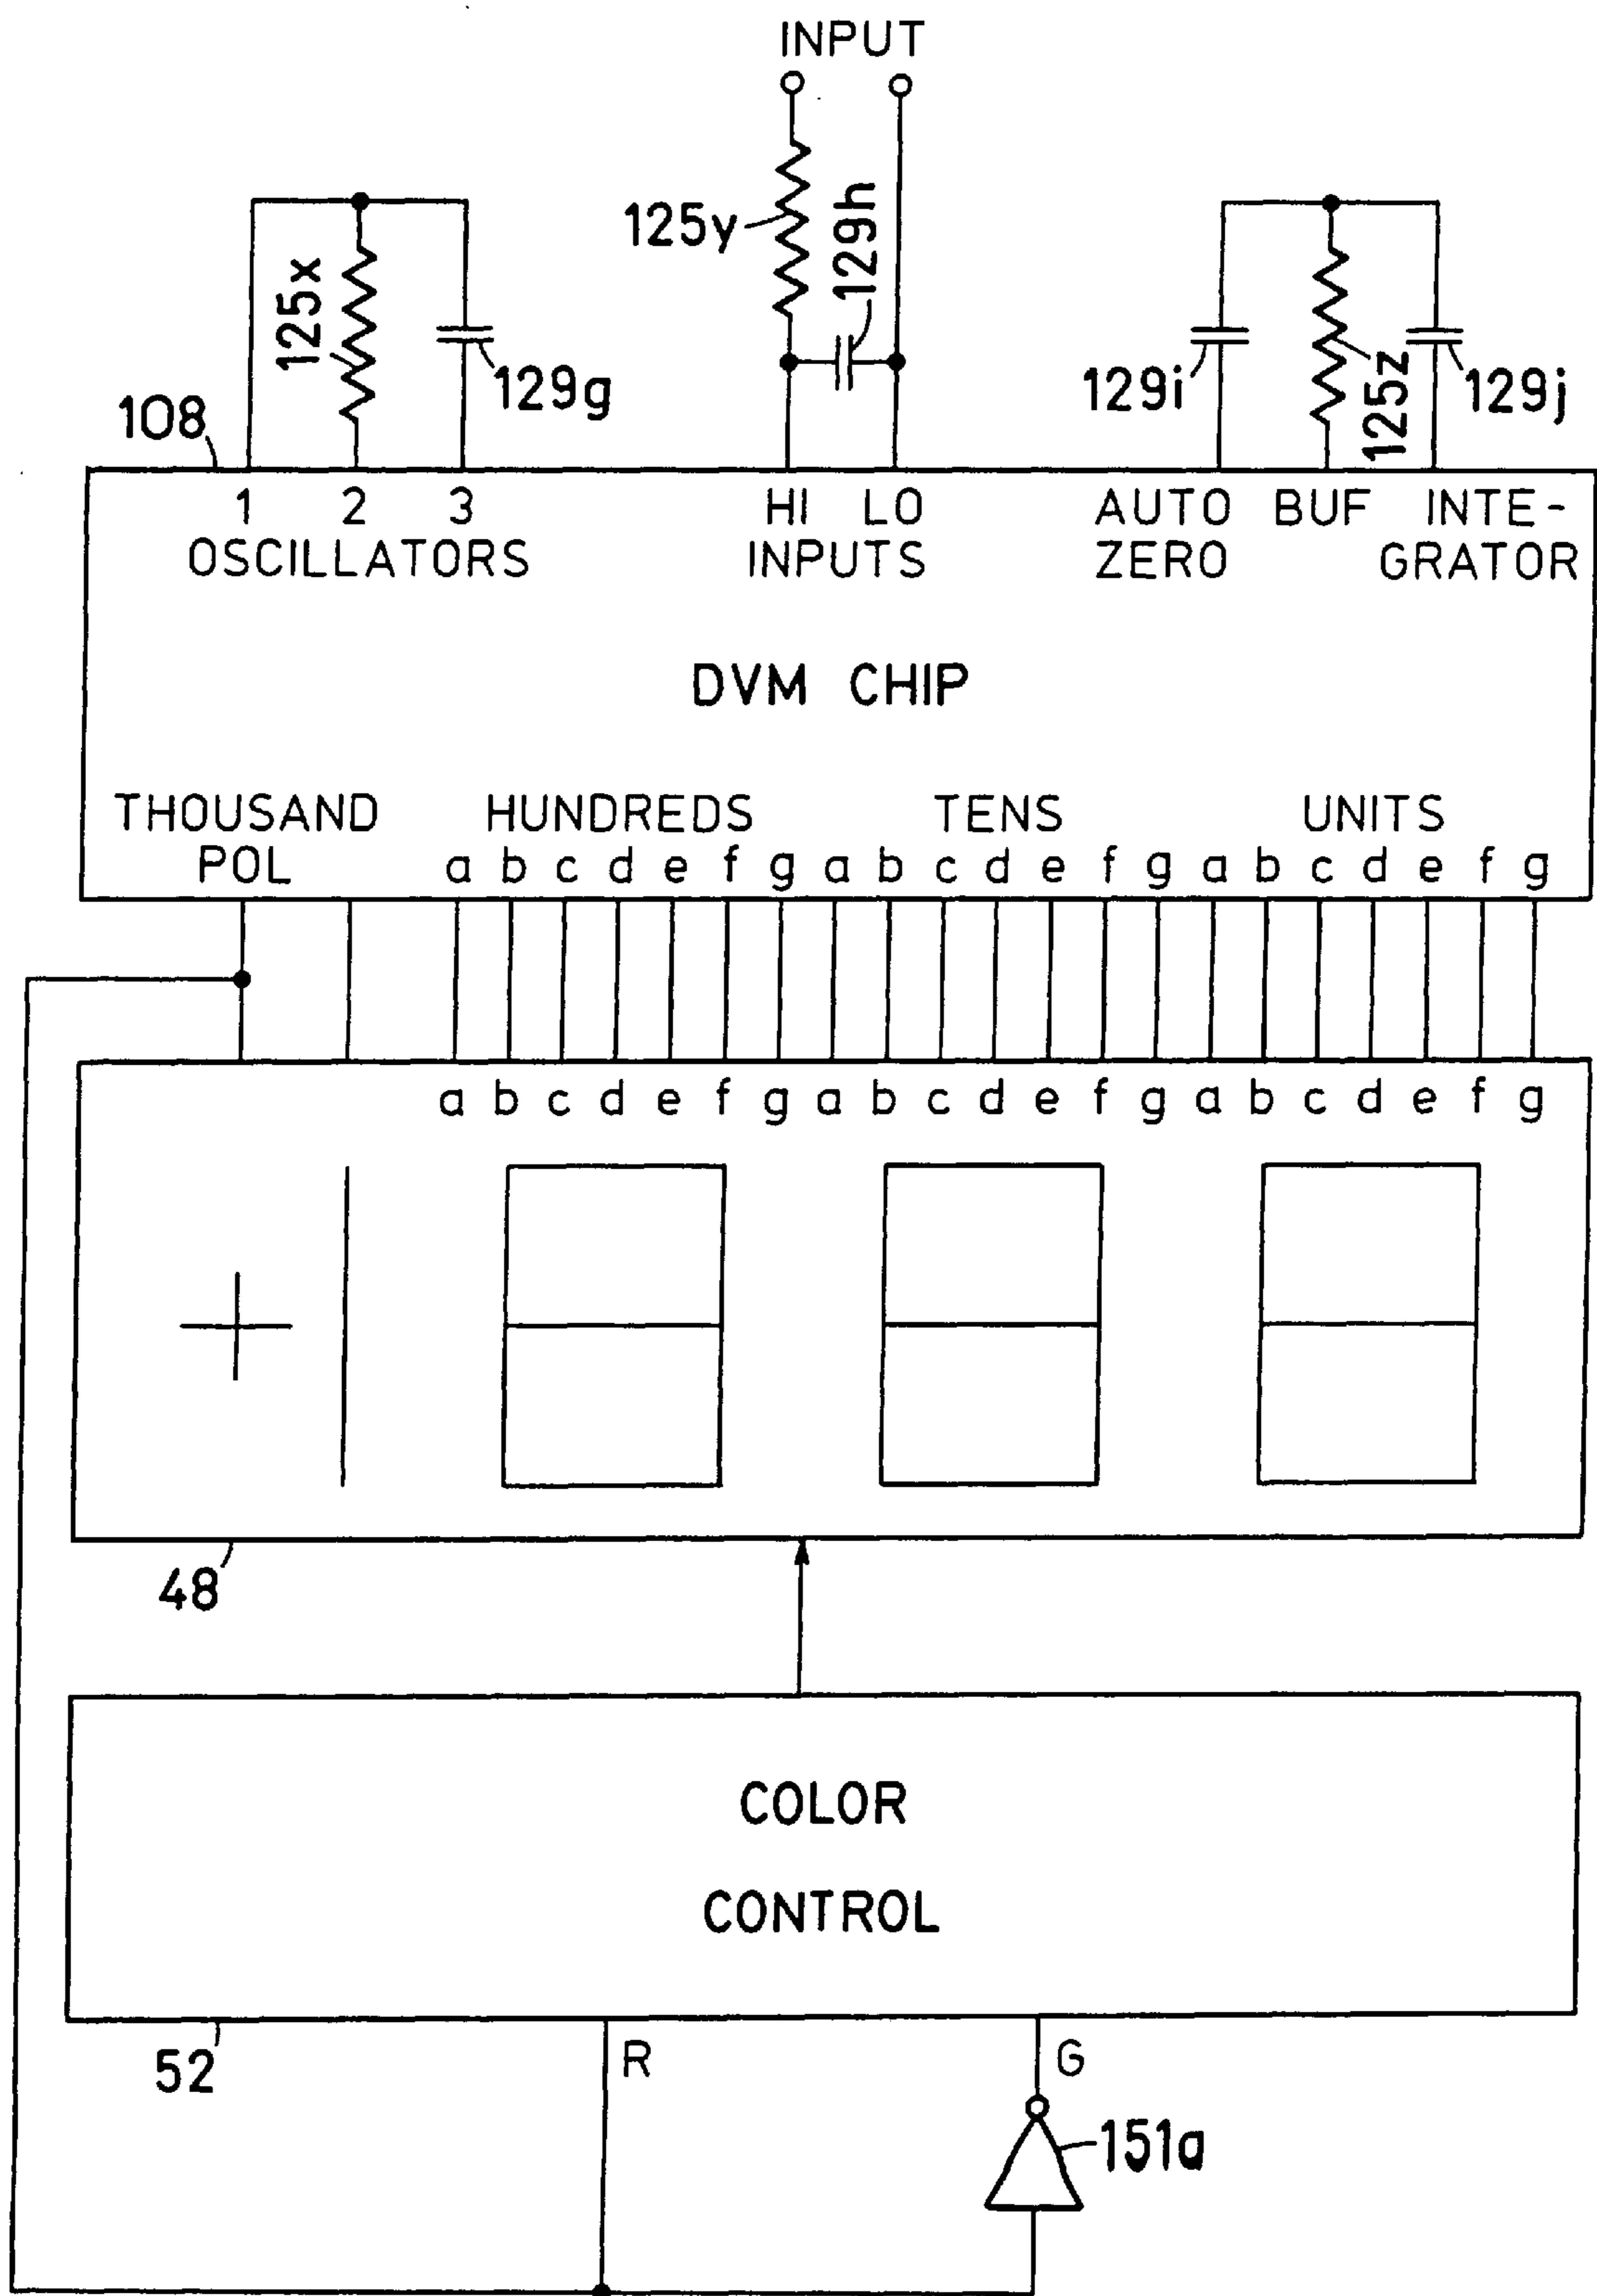 INPUT
125x
129g
125y
129h
129i
125z
129j
108
1 2 3
OSCILLATORS
HI LO
INPUTS
AUTO
ZERO
BUF
INTE-
GRATOR
DVM CHIP
THOUSAND
POL
HUNDREDS
TENS
UNITS
a b c d e f g a b c d e f g a b c d e f g
a b c d e f g a b c d e f g a b c d e f g
48
COLOR
CONTROL
52
R
G
151a